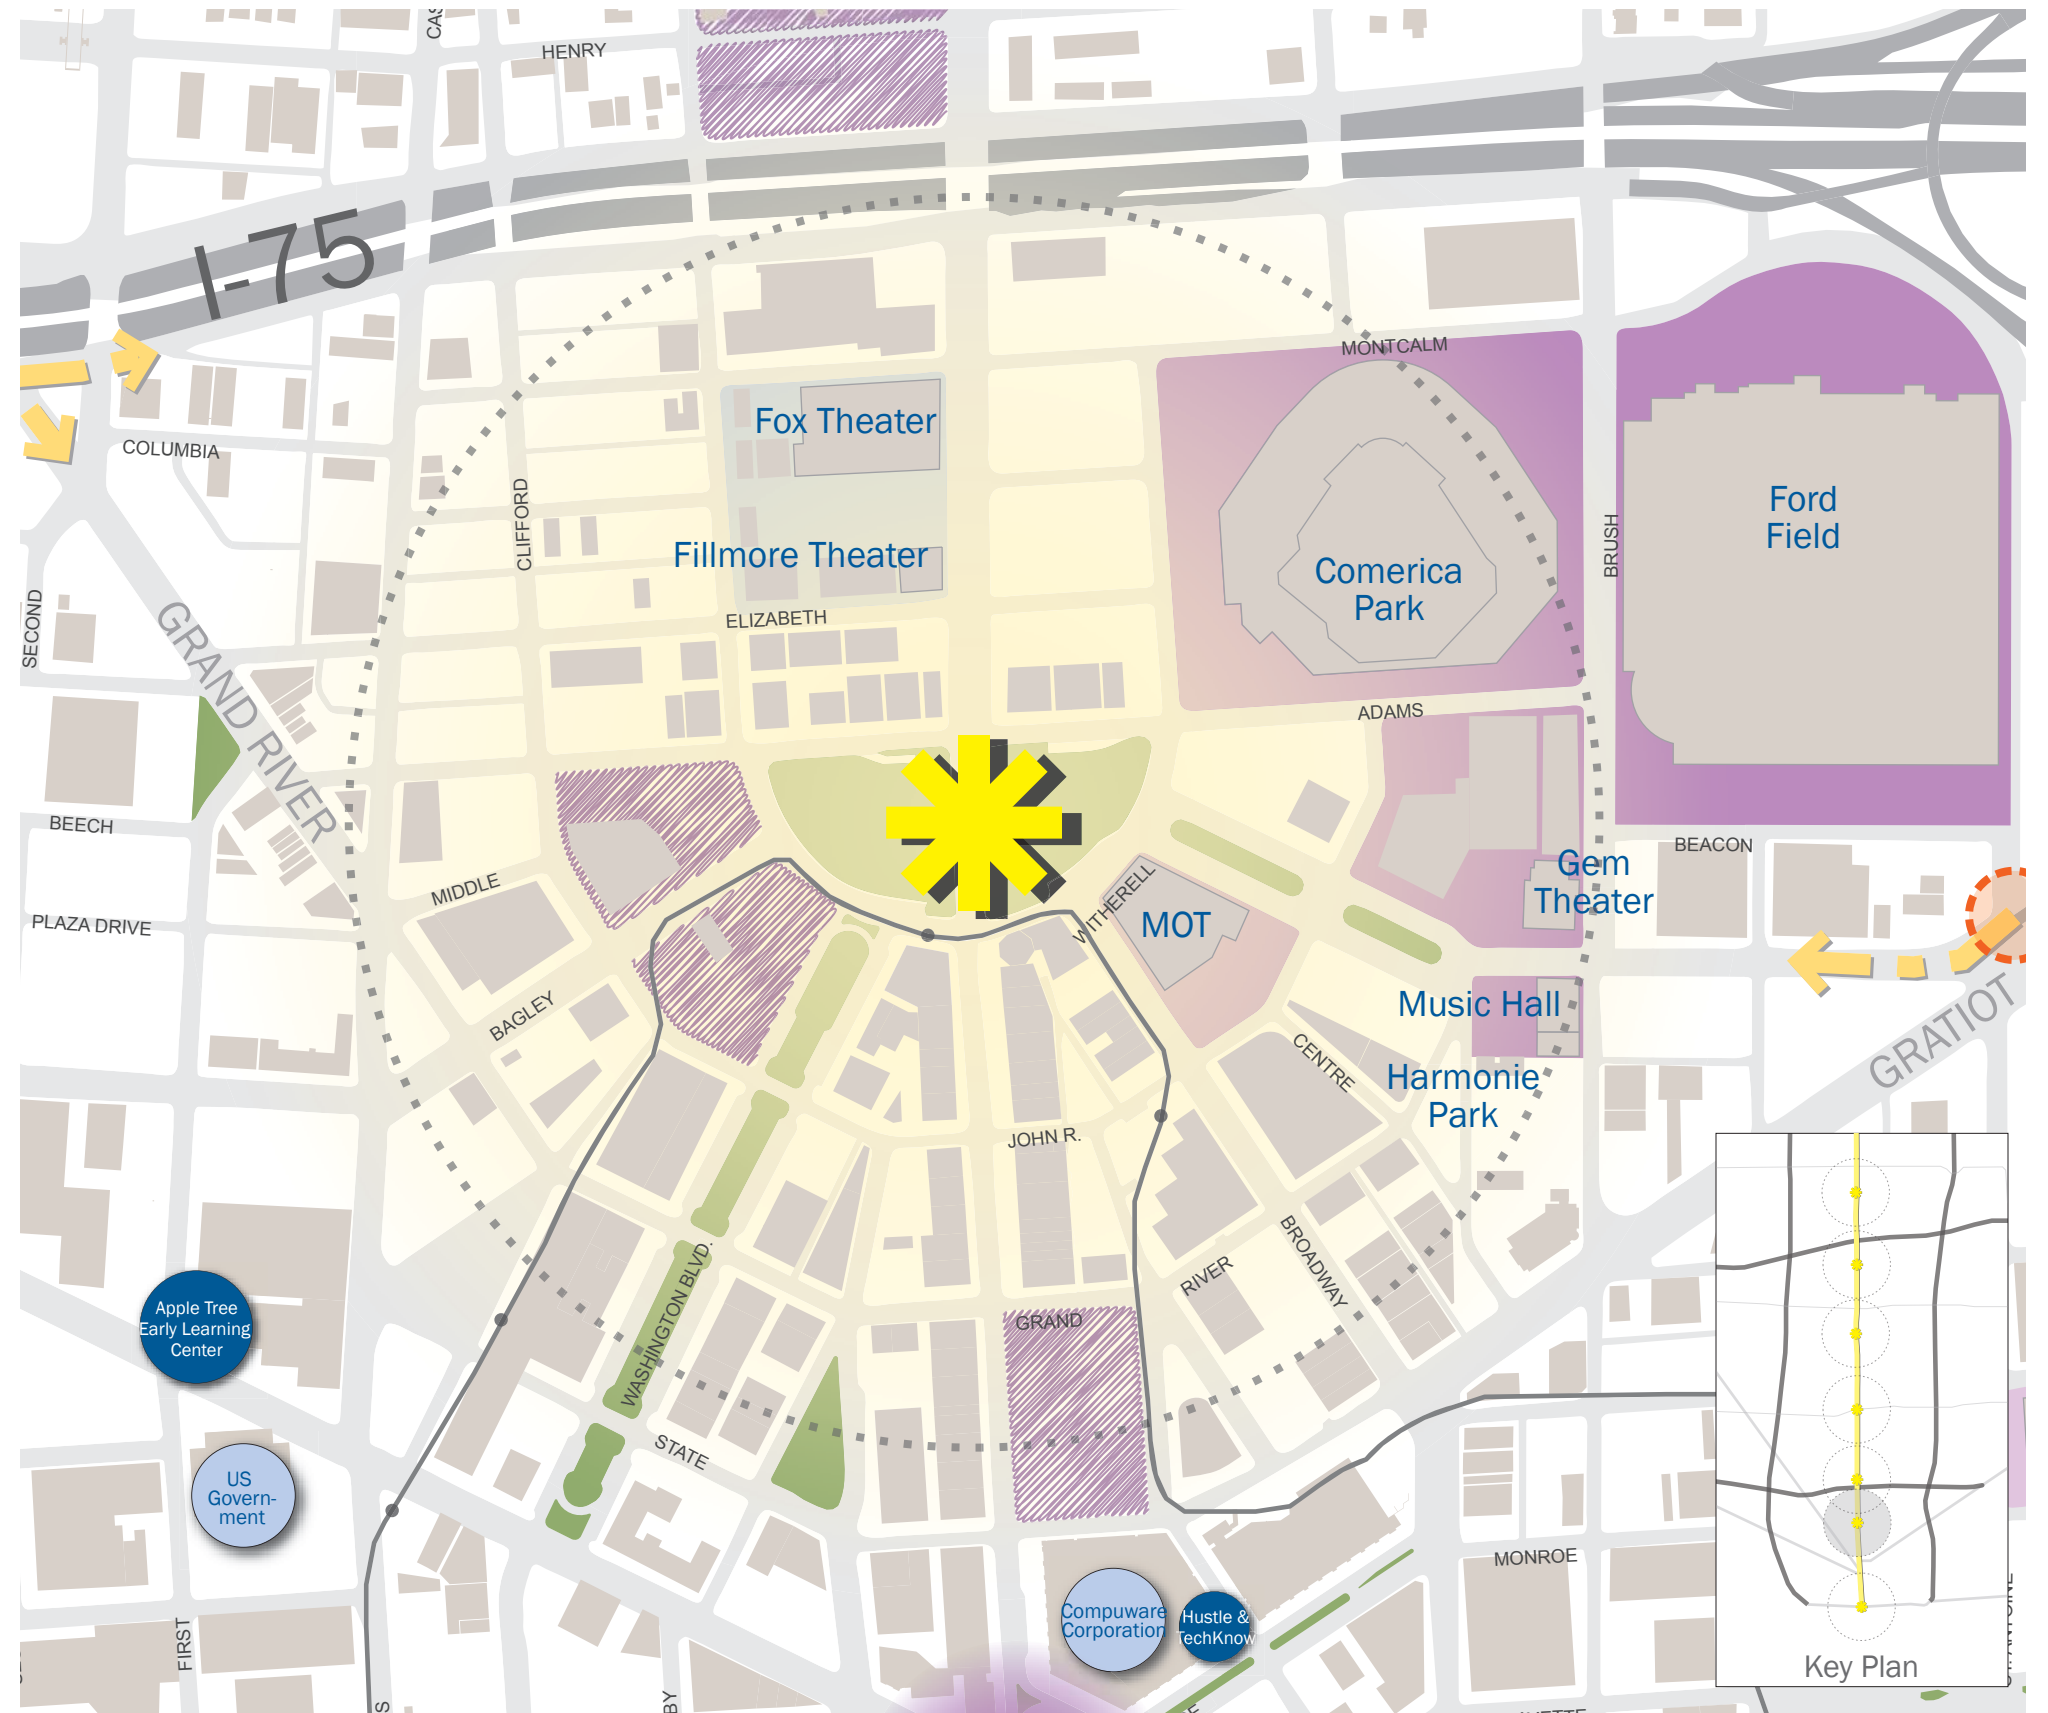 HENRY
I-75
MONTCALM
Fox Theater
COLUMBIA
CLIFFORD
Ford
Field
BRUSH
Fillmore Theater
Comerica
Park
ELIZABETH
SECOND
GRAND RIVER
ADAMS
BEECH
BEACON
Gem
Theater
MIDDLE
WITHERELL
MOT
PLAZA DRIVE
BAGLEY
Music Hall
GRATIOT
CENTRE
Harmonie
Park
JOHN R.
RIVER
BROADWAY
WASHINGTON BLVD.
GRAND
Apple Tree
Early Learning
Center
STATE
US
Govern-
ment
MONROE
Compuware
Corporation
Hustle &
TechKnow
FIRST
Key Plan